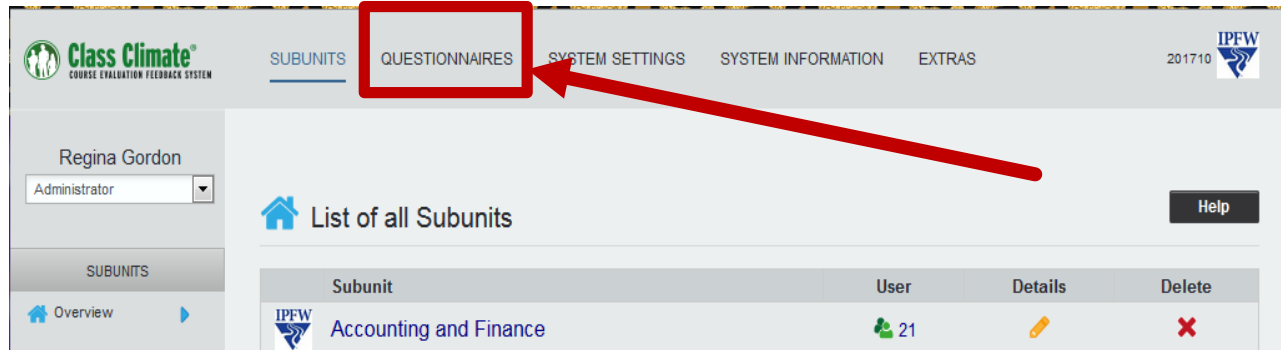 Class Climate®
COURSE EVALUATION FEEDBACK SYSTEM
SUBUNITS QUESTIONNAIRES SYSTEM SETTINGS SYSTEM INFORMATION EXTRAS
201710 IPFW
Regina Gordon
Administrator
List of all Subunits
Help
SUBUNITS
Overview
Subunit User Details Delete
IPFW Accounting and Finance 21